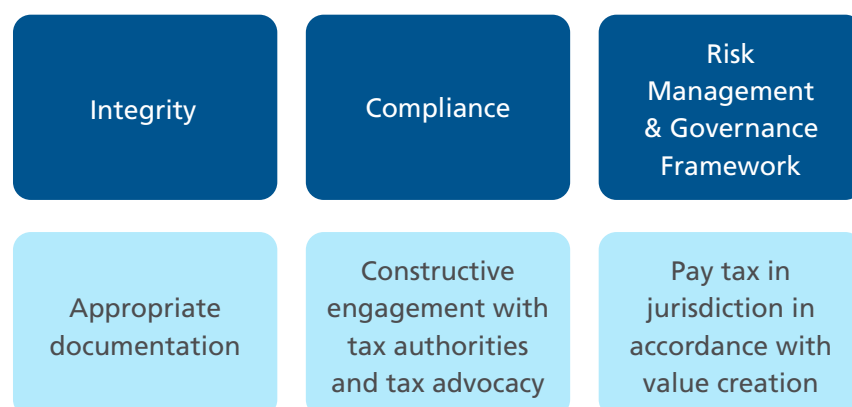 Integrity
Compliance
Risk
Management
& Governance
Framework
Appropriate
documentation
Constructive
engagement with
tax authorities
and tax advocacy
Pay tax in
jurisdiction in
accordance with
value creation